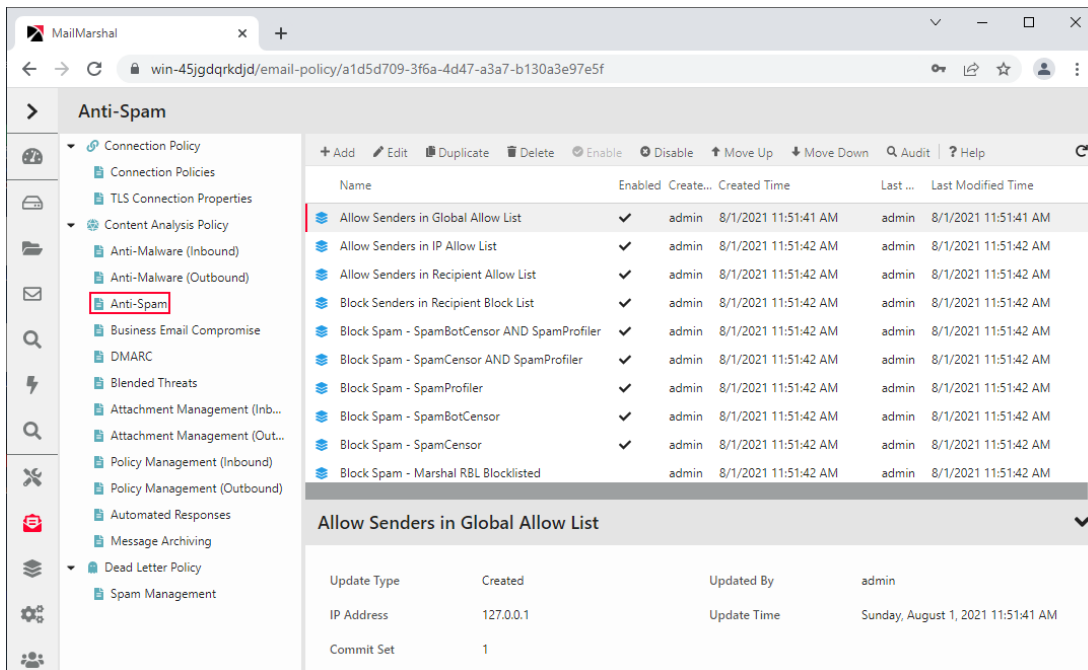 MailMarshal
win-45jgdqrkdjd/email-policy/a1d5d709-3f6a-4d47-a3a7-b130a3e97e5f
Anti-Spam
Connection Policy
Connection Policies
TLS Connection Properties
Content Analysis Policy
Anti-Malware (Inbound)
Anti-Malware (Outbound)
Anti-Spam
Business Email Compromise
DMARC
Blended Threats
Attachment Management (Inb...
Attachment Management (Out...
Policy Management (Inbound)
Policy Management (Outbound)
Automated Responses
Message Archiving
Dead Letter Policy
Spam Management
Add Edit Duplicate Delete Enable Disable Move Up Move Down Audit Help
Name Enabled Create... Created Time Last ... Last Modified Time
Allow Senders in Global Allow List admin 8/1/2021 11:51:41 AM admin 8/1/2021 11:51:41 AM
Allow Senders in IP Allow List admin 8/1/2021 11:51:42 AM admin 8/1/2021 11:51:42 AM
Allow Senders in Recipient Allow List admin 8/1/2021 11:51:42 AM admin 8/1/2021 11:51:42 AM
Block Senders in Recipient Block List admin 8/1/2021 11:51:42 AM admin 8/1/2021 11:51:42 AM
Block Spam - SpamBotCensor AND SpamProfiler admin 8/1/2021 11:51:42 AM admin 8/1/2021 11:51:42 AM
Block Spam - SpamCensor AND SpamProfiler admin 8/1/2021 11:51:42 AM admin 8/1/2021 11:51:42 AM
Block Spam - SpamProfiler admin 8/1/2021 11:51:42 AM admin 8/1/2021 11:51:42 AM
Block Spam - SpamBotCensor admin 8/1/2021 11:51:42 AM admin 8/1/2021 11:51:42 AM
Block Spam - SpamCensor admin 8/1/2021 11:51:42 AM admin 8/1/2021 11:51:42 AM
Block Spam - Marshal RBL Blocklisted admin 8/1/2021 11:51:42 AM admin 8/1/2021 11:51:42 AM
Allow Senders in Global Allow List
Update Type Created Updated By admin
IP Address 127.0.0.1 Update Time Sunday, August 1, 2021 11:51:41 AM
Commit Set 1